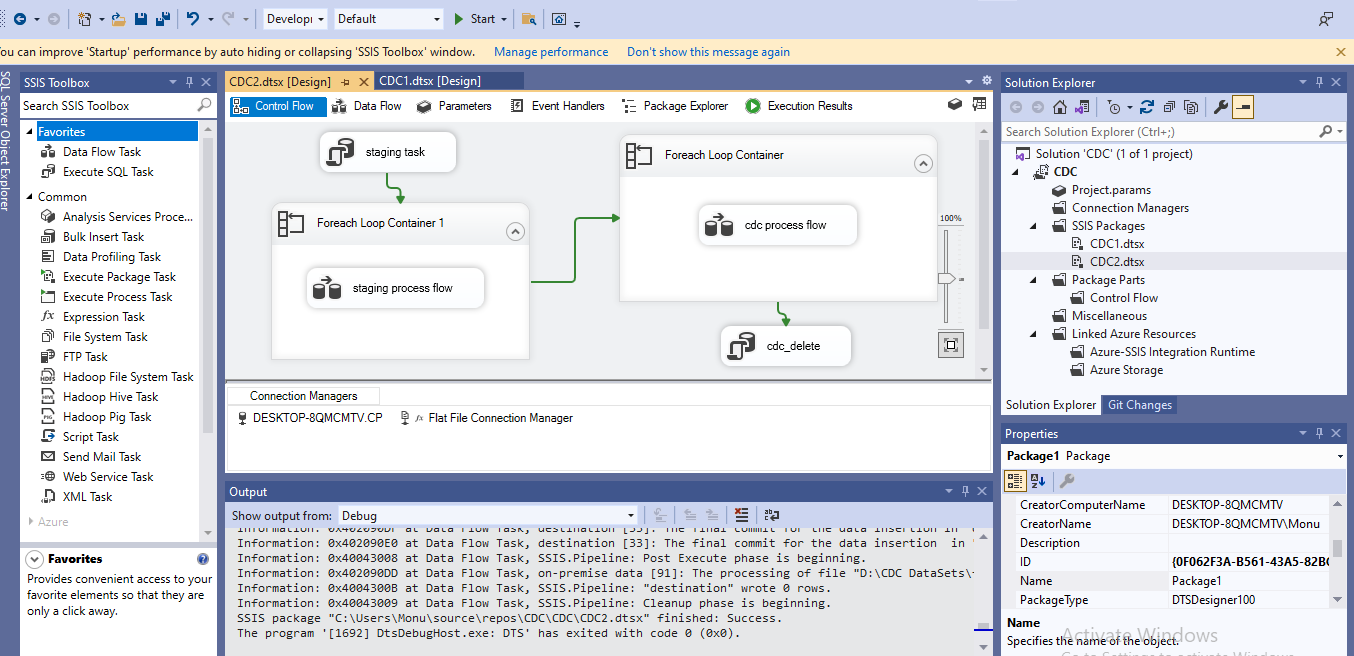 Developı
Default
Start
ou can improve 'Startup' performance by auto hiding or collapsing 'SSIS Toolbox' window. Manage performance Don't show this message again
SQL Server Object Explorer
SSIS Toolbox
Search SSIS Toolbox
Favorites
Data Flow Task
Execute SQL Task
Common
Analysis Services Proce...
Bulk Insert Task
Data Profiling Task
Execute Package Task
Execute Process Task
Expression Task
File System Task
FTP Task
Hadoop File System Task
Hadoop Hive Task
Hadoop Pig Task
Script Task
Send Mail Task
Web Service Task
XML Task
Azure
Favorites
Provides convenient access to your
favorite elements so that they are
only a click away.
CDC2.dtsx [Design]
CDC1.dtsx [Design]
Control Flow
Data Flow
Parameters
Event Handlers
Package Explorer
Execution Results
staging task
Foreach Loop Container 1
staging process flow
Foreach Loop Container
cdc process flow
cdc_delete
100%
Connection Managers
DESKTOP-8QMCMTV.CP
Flat File Connection Manager
Output
Show output from: Debug
Information: 0x402090DF at Data Flow Task, destination [33]: The final commit for the data insertion in
Information: 0x402090E0 at Data Flow Task, destination [33]: The final commit for the data insertion  in '
Information: 0x40043008 at Data Flow Task, SSIS.Pipeline: Post Execute phase is beginning.
Information: 0x402090DD at Data Flow Task, on-premise data [91]: The processing of file "D:\CDC DataSets\
Information: 0x4004300B at Data Flow Task, SSIS.Pipeline: "destination" wrote 0 rows.
Information: 0x40043009 at Data Flow Task, SSIS.Pipeline: Cleanup phase is beginning.
SSIS package "C:\Users\Monu\source\repos\CDC\CDC\CDC2.dtsx" finished: Success.
The program '[1692] DtsDebugHost.exe: DTS' has exited with code 0 (0x0).
Solution Explorer
Search Solution Explorer (Ctrl+;)
Solution 'CDC' (1 of 1 project)
CDC
Project.params
Connection Managers
SSIS Packages
CDC1.dtsx
CDC2.dtsx
Package Parts
Control Flow
Miscellaneous
Linked Azure Resources
Azure-SSIS Integration Runtime
Azure Storage
Solution Explorer
Git Changes
Properties
Package1 Package
CreatorComputerName DESKTOP-8QMCMTV
CreatorName DESKTOP-8QMCMTV\Monu
Description
ID {0F062F3A-B561-43A5-82B
Name Package1
PackageType DTSDesigner100
Name
Specifies the name of the object.
Activate Windows
Go to Settings to activate Windows.